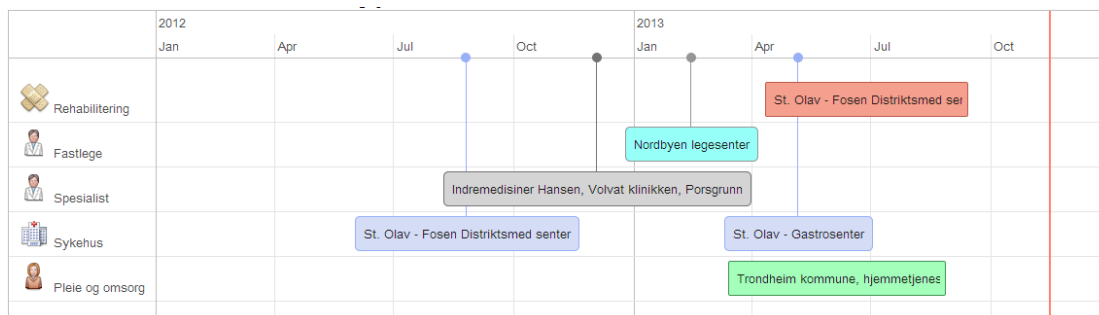 2012 2013
Jan Apr Jul Oct Jan Apr Jul Oct
Rehabilitering St. Olav - Fosen Distriktsmed ser
Fastlege Nordbyen legesenter
Spesialist Indremedisiner Hansen, Volvat klinikken, Porsgrunn
Sykehus St. Olav - Fosen Distriktsmed senter St. Olav - Gastrosenter
Pleie og omsorg Trondheim kommune, hjemmetjenes